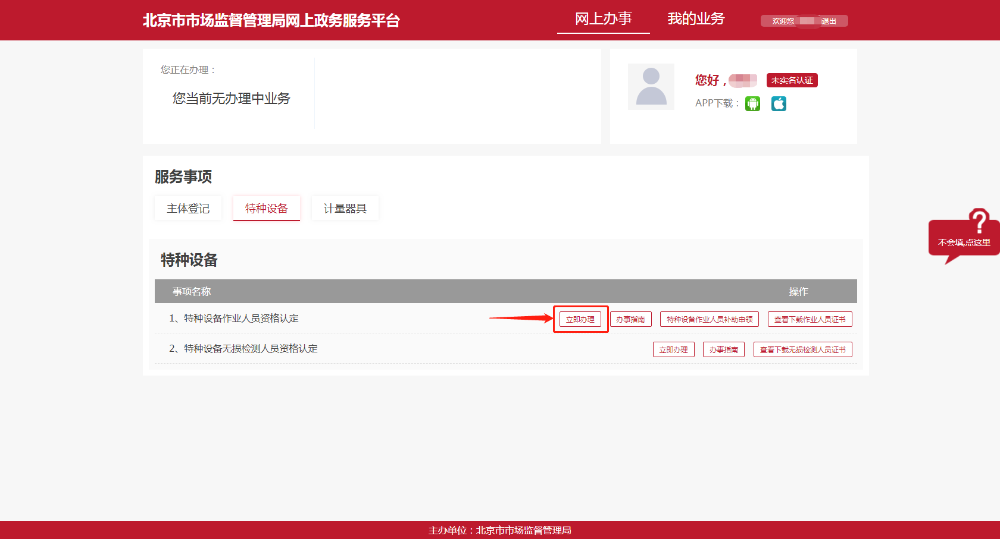 北京市市场监督管理局网上政务服务平台
网上办事 我的业务
欢迎您 退出
您正在办理：
您当前无办理中业务
您好， 未实名认证
APP下载：
服务事项
主体登记 特种设备 计量器具
不会填,点这里
特种设备
事项名称 操作
1、特种设备作业人员资格认定 立即办理 办事指南 特种设备作业人员补助申领 查看下载作业人员证书
2、特种设备无损检测人员资格认定 立即办理 办事指南 查看下载无损检测人员证书
主办单位：北京市市场监督管理局